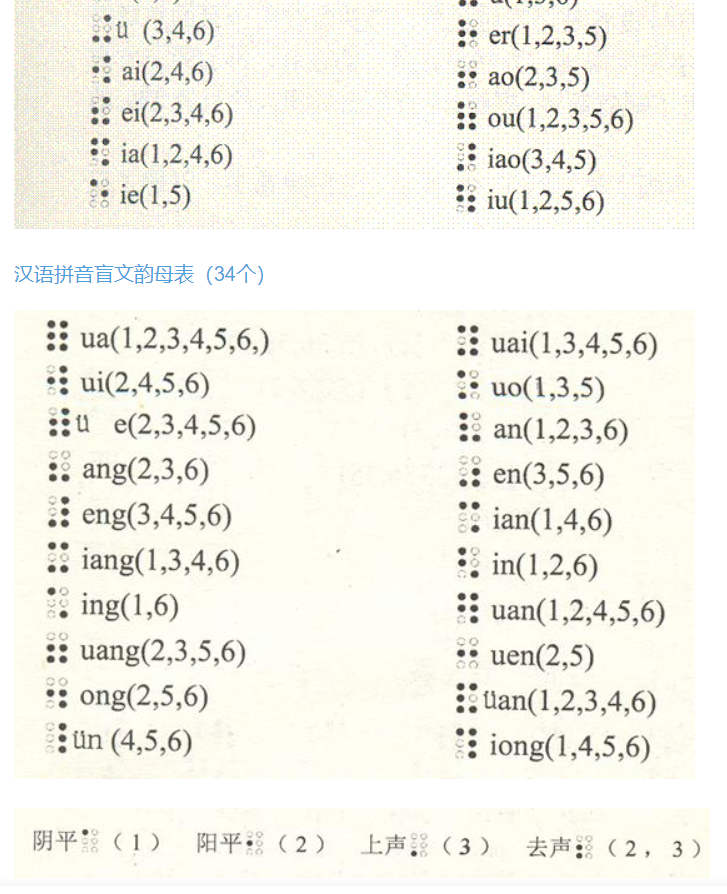 ü (3,4,6)
er(1,2,3,5)
ai(2,4,6)
ao(2,3,5)
ei(2,3,4,6)
ou(1,2,3,5,6)
ia(1,2,4,6)
iao(3,4,5)
ie(1,5)
iu(1,2,5,6)
汉语拼音盲文韵母表（34个）
ua(1,2,3,4,5,6,)
uai(1,3,4,5,6)
ui(2,4,5,6)
uo(1,3,5)
ü e(2,3,4,5,6)
an(1,2,3,6)
ang(2,3,6)
en(3,5,6)
eng(3,4,5,6)
ian(1,4,6)
iang(1,3,4,6)
in(1,2,6)
ing(1,6)
uan(1,2,4,5,6)
uang(2,3,5,6)
uen(2,5)
ong(2,5,6)
üan(1,2,3,4,6)
ün (4,5,6)
iong(1,4,5,6)
阴平（1） 阳平（2） 上声（3） 去声（2，3）